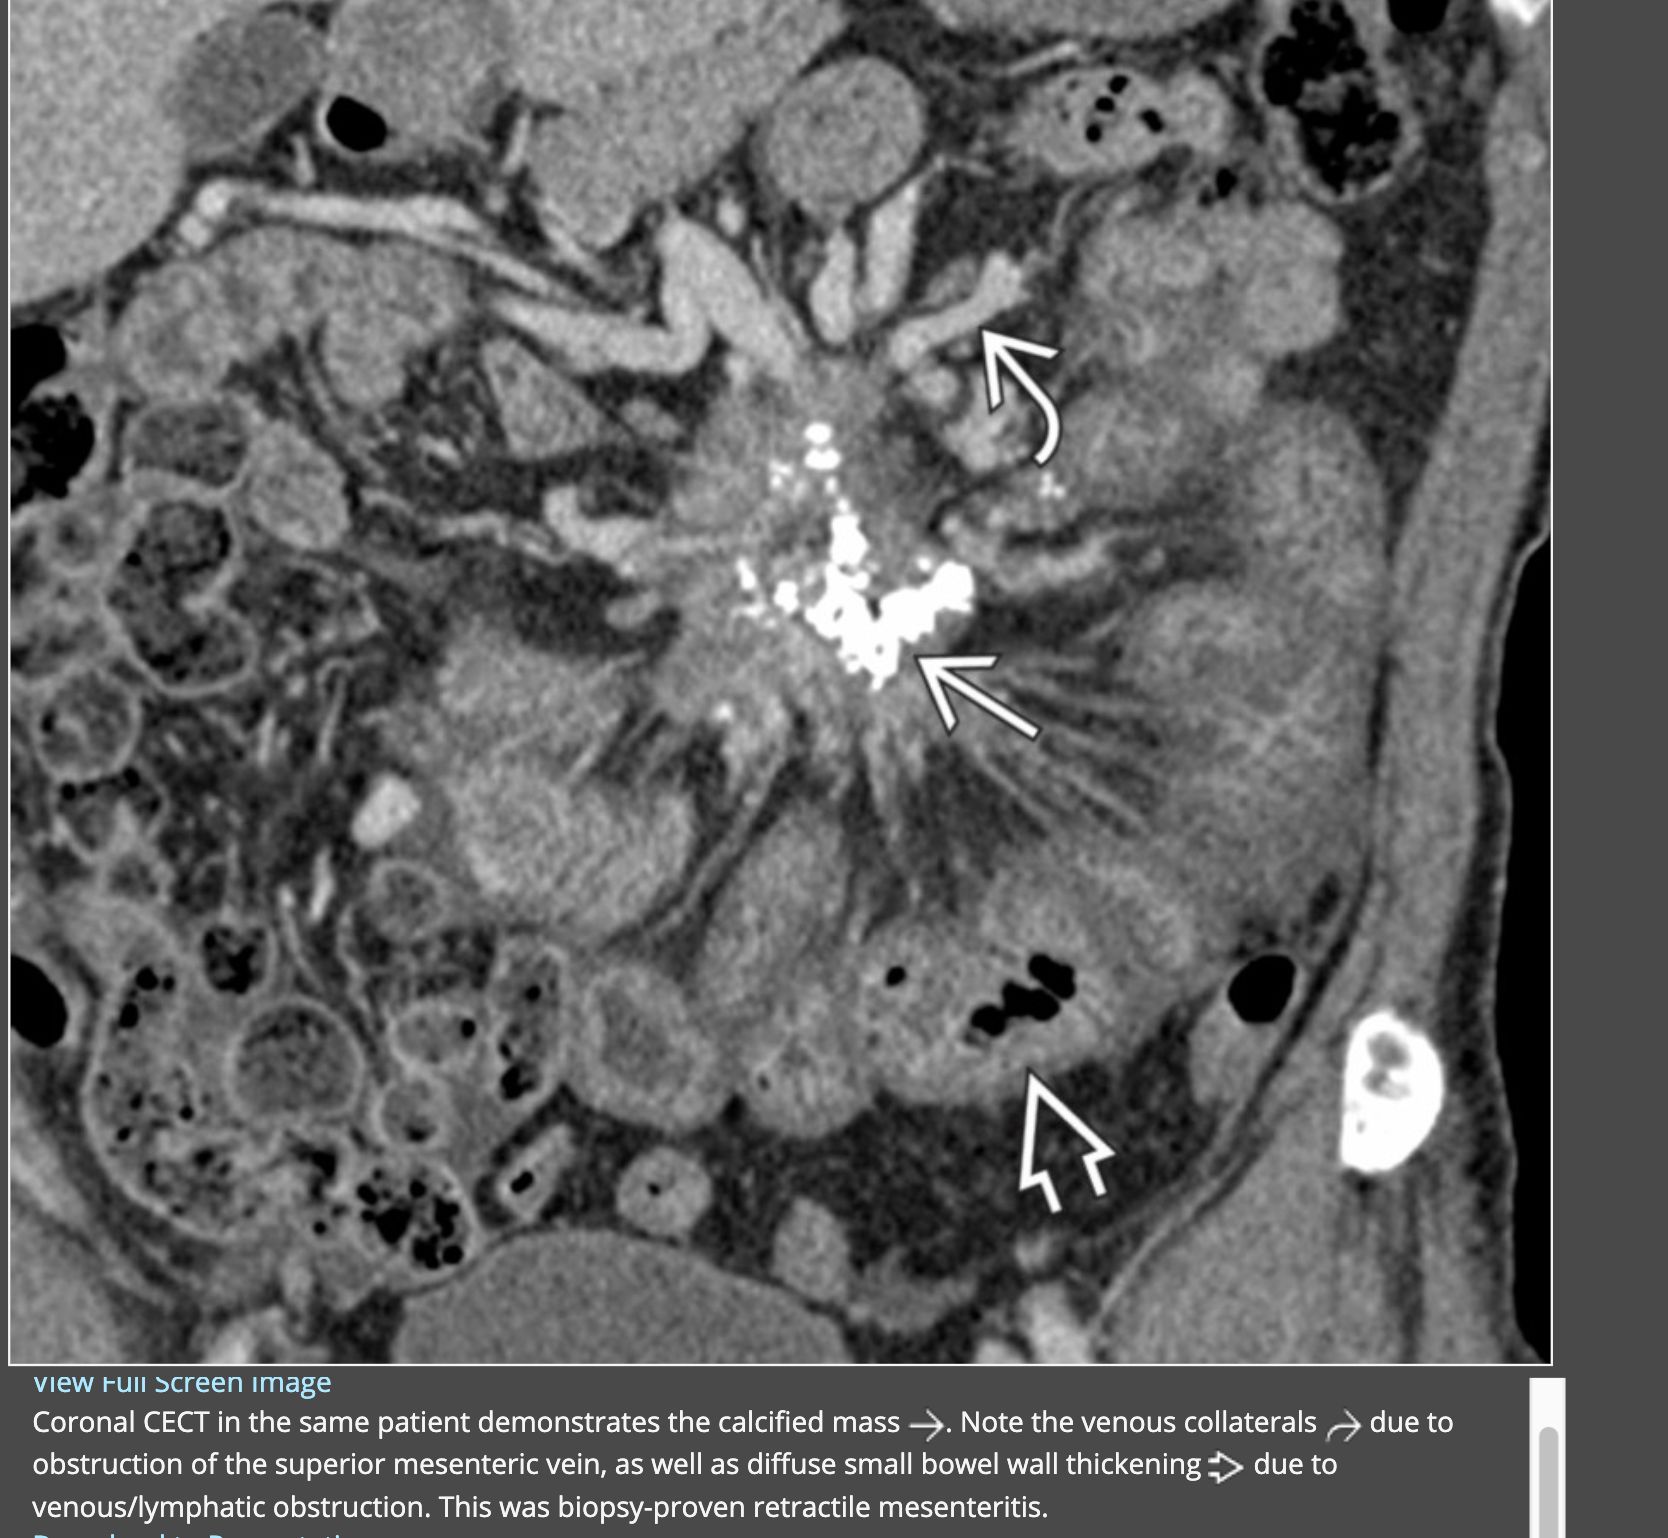 View Full Screen Image
Coronal CECT in the same patient demonstrates the calcified mass →. Note the venous collaterals ↷ due to
obstruction of the superior mesenteric vein, as well as diffuse small bowel wall thickening ⇨ due to
venous/lymphatic obstruction. This was biopsy-proven retractile mesenteritis.